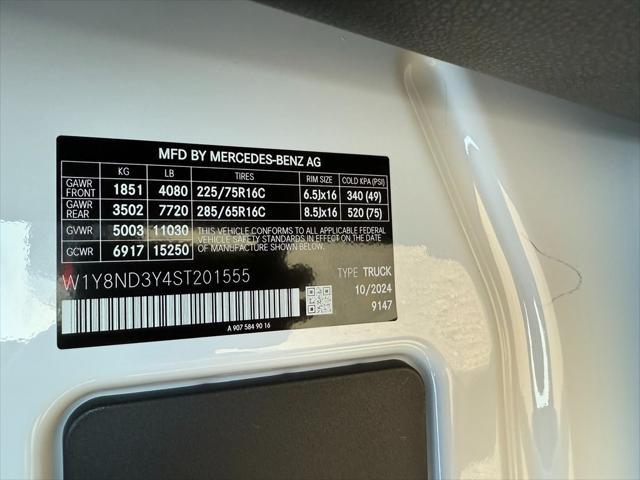 MFD BY MERCEDES-BENZ AG
KG LB TIRES RIM SIZE COLD KPA (PSI)
GAWR FRONT 1851 4080 225/75R16C 6.5Jx16 340 (49)
GAWR REAR 3502 7720 285/65R16C 8.5Jx16 520 (75)
GVWR 5003 11030 THIS VEHICLE CONFORMS TO ALL APPLICABLE
VEHICLE SAFETY STANDARDS IN EFFECT ON THE DATE
GCWR 6917 15250 OF MANUFACTURE SHOWN BELOW.
W1Y8ND3Y4ST201555 TYPE TRUCK
10/2024
9147
A 907 584 90 16